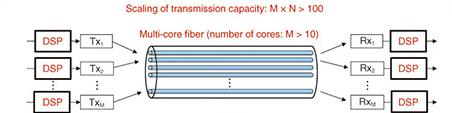 Scaling of transmission capacity: M × N > 100
Multi-core fiber (number of cores: M > 10)
DSP Tx1 Rx1 DSP
DSP Tx2 Rx2 DSP
DSP TxM RxM DSP